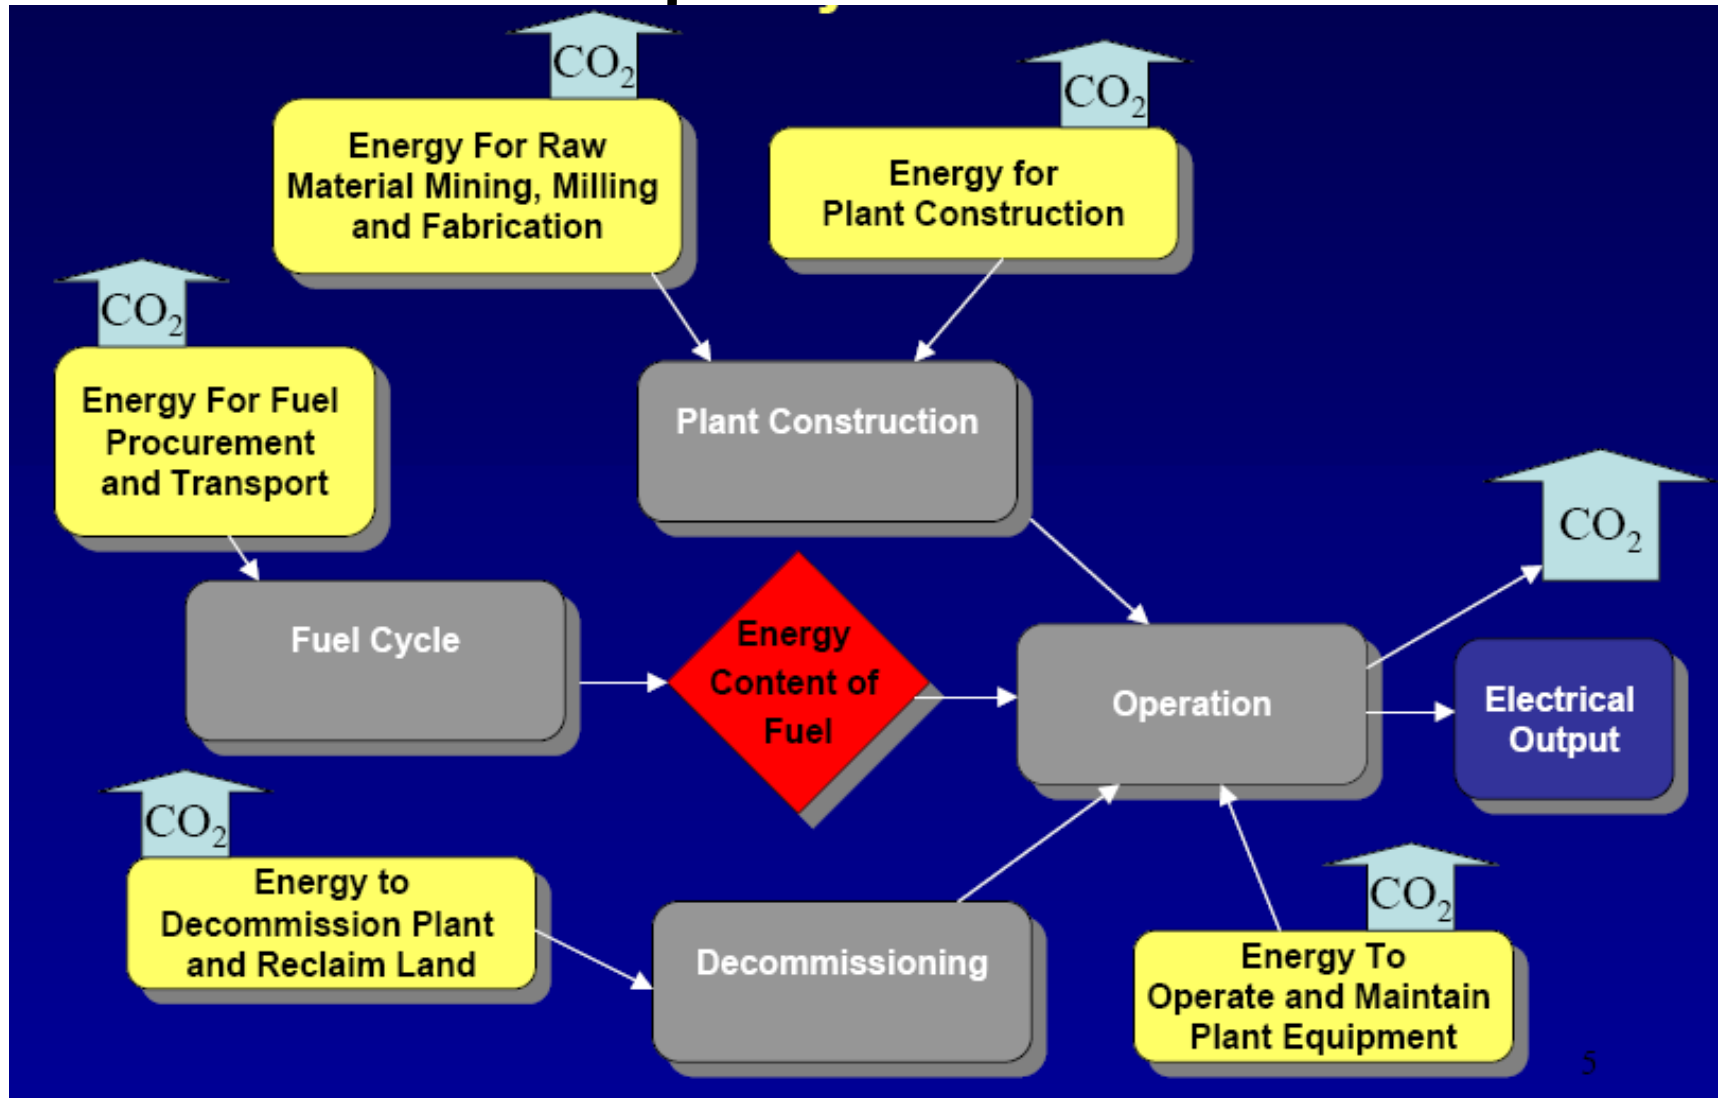 CO2
CO2
Energy For Raw
Material Mining, Milling
and Fabrication
Energy for
Plant Construction
CO2
Energy For Fuel
Procurement
and Transport
Plant Construction
CO2
Fuel Cycle
Energy
Content of
Fuel
Operation
Electrical
Output
CO2
Energy to
Decommission Plant
and Reclaim Land
Decommissioning
CO2
Energy To
Operate and Maintain
Plant Equipment
5